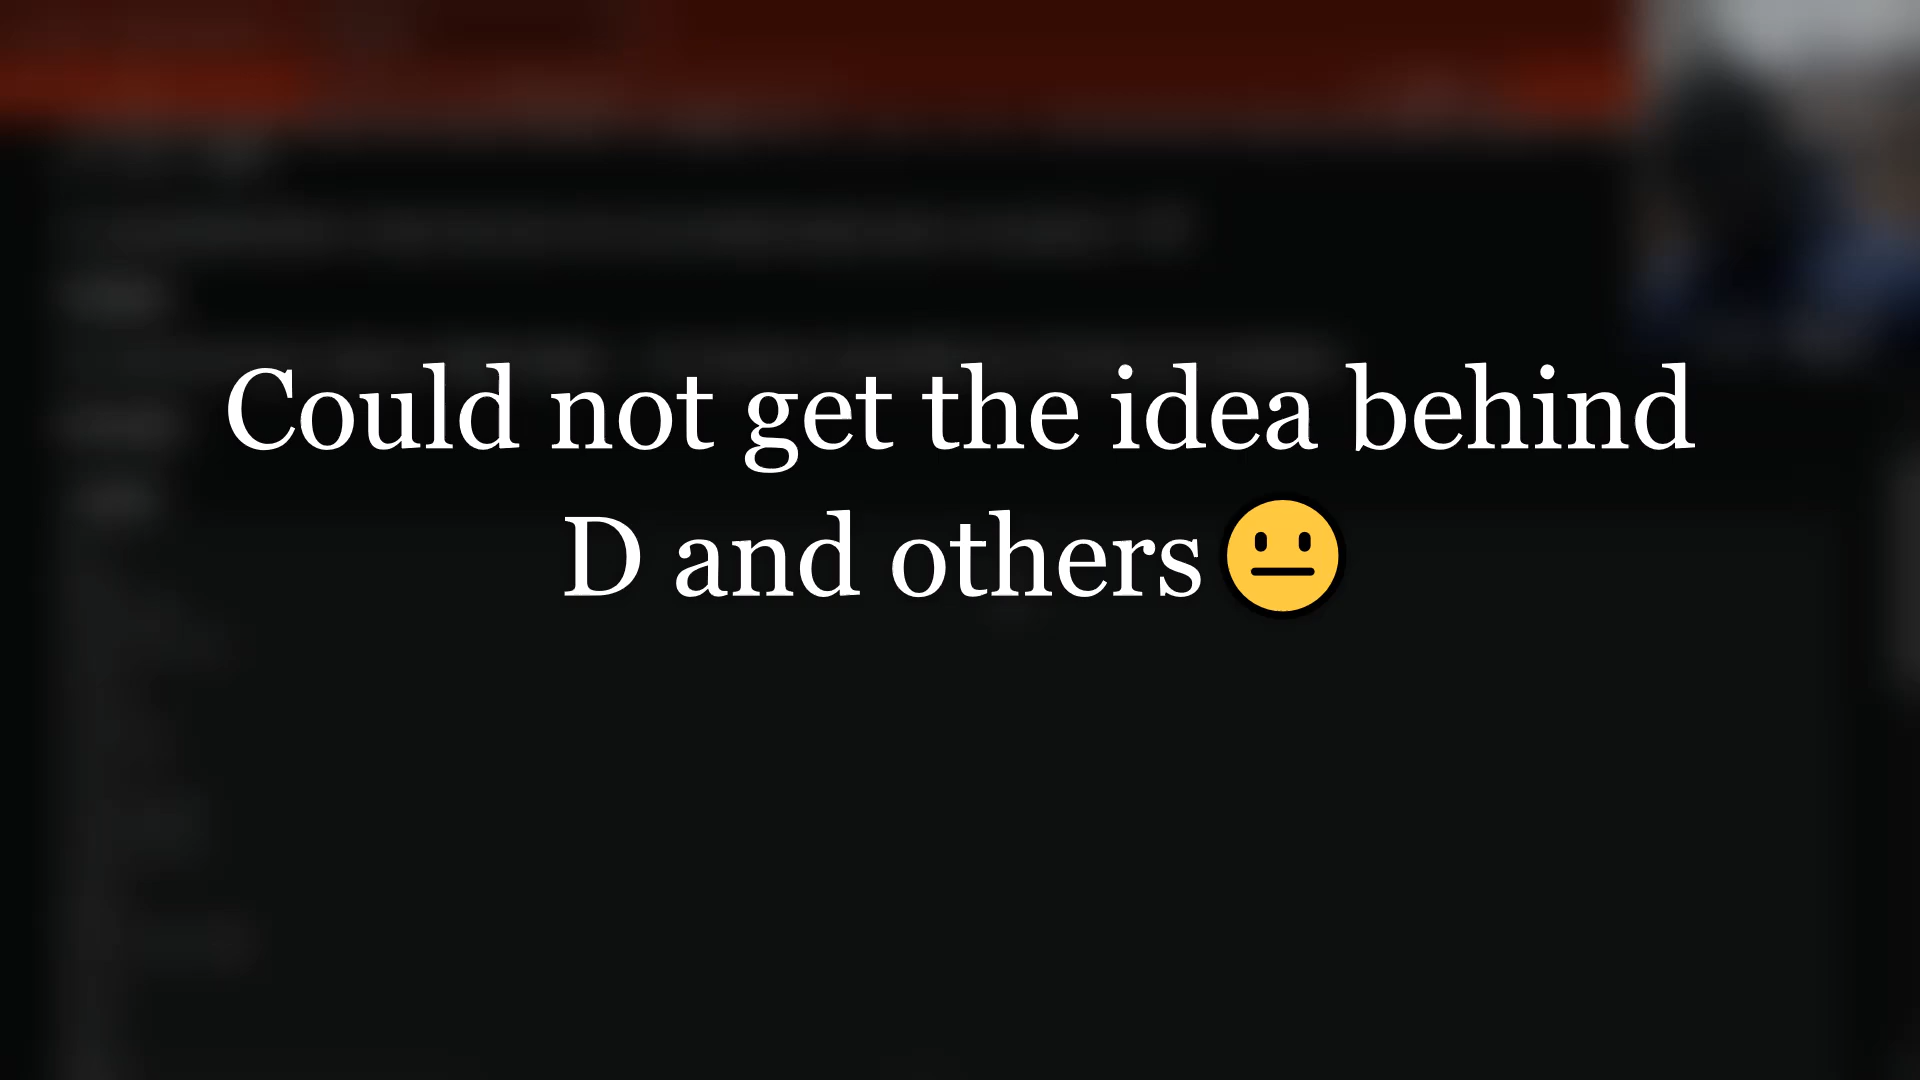 Could not get the idea behind
D and others😐